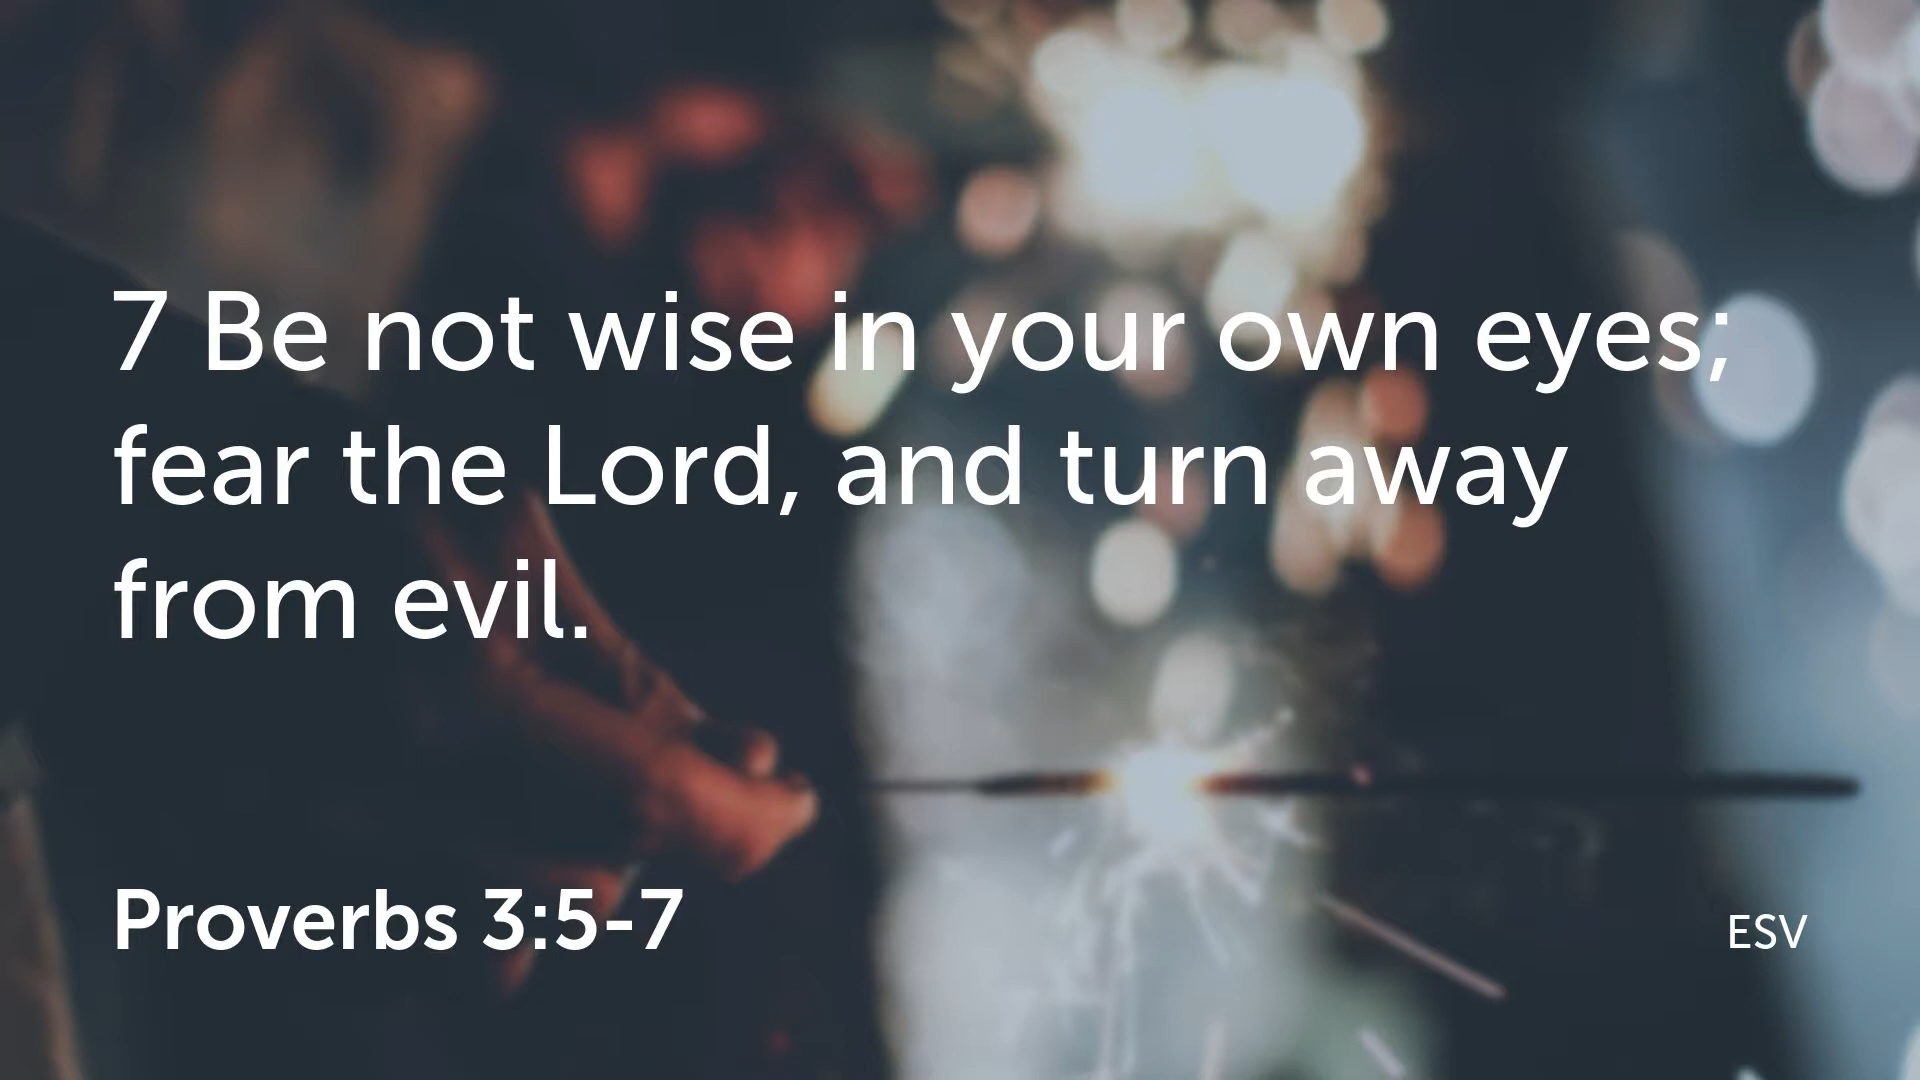 7 Be not wise in your own eyes;
fear the Lord, and turn away
from evil.
Proverbs 3:5-7
ESV